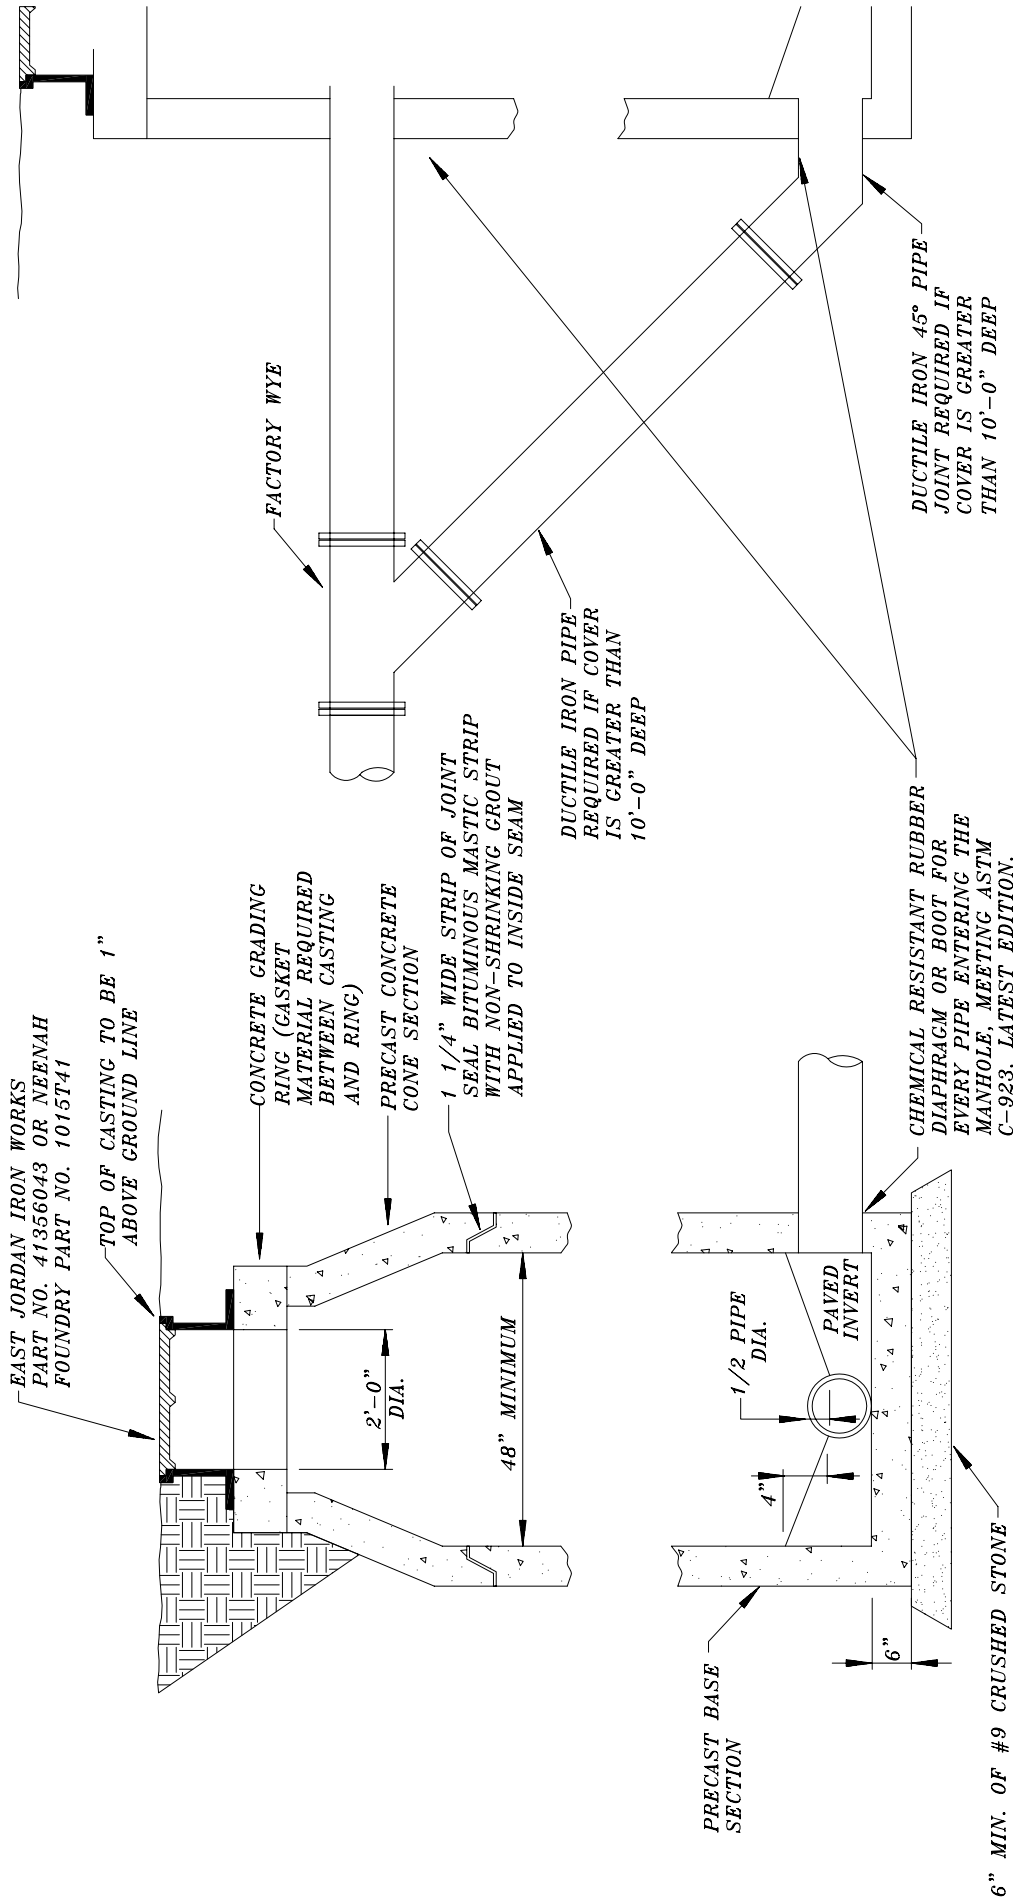 EAST JORDAN IRON WORKS
PART NO. 41356043 OR NEENAH
FOUNDRY PART NO. 1015T41
TOP OF CASTING TO BE 1"
ABOVE GROUND LINE
CONCRETE GRADING
RING (GASKET
MATERIAL REQUIRED
BETWEEN CASTING
AND RING)
PRECAST CONCRETE
CONE SECTION
1 1/4" WIDE STRIP OF JOINT
SEAL BITUMINOUS MASTIC STRIP
WITH NON-SHRINKING GROUT
APPLIED TO INSIDE SEAM
2'-0"
DIA.
48" MINIMUM
1/2 PIPE
DIA.
4"
PAVED
INVERT
PRECAST BASE
SECTION
6"
6" MIN. OF #9 CRUSHED STONE
CHEMICAL RESISTANT RUBBER
DIAPHRAGM OR BOOT FOR
EVERY PIPE ENTERING THE
MANHOLE, MEETING ASTM
C-923, LATEST EDITION.
FACTORY WYE
DUCTILE IRON PIPE
REQUIRED IF COVER
IS GREATER THAN
10'-0" DEEP
DUCTILE IRON 45° PIPE
JOINT REQUIRED IF
COVER IS GREATER
THAN 10'-0" DEEP